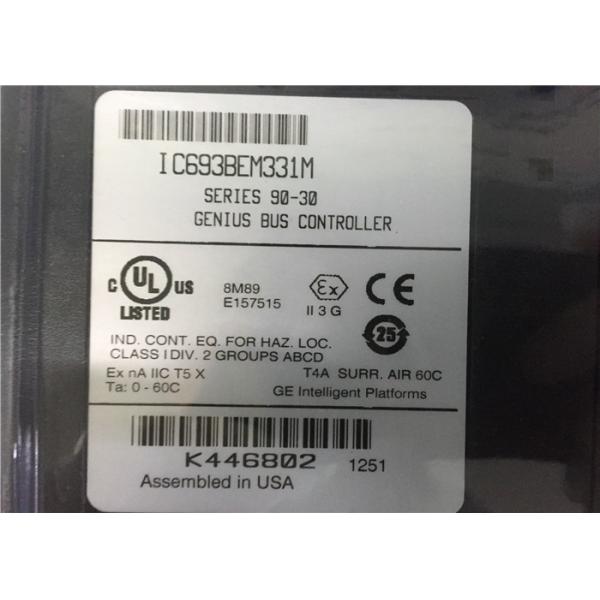 IC693BEM331M
SERIES 90-30
GENIUS BUS CONTROLLER
C UL US
LISTED
8M89
E157515
Ex
II 3 G
CE
25
IND. CONT. EQ. FOR HAZ. LOC.
CLASS I DIV. 2 GROUPS ABCD
Ex nA IIC T5 X
T4A SURR. AIR 60C
Ta: 0 - 60C
GE Intelligent Platforms
K446802
1251
Assembled in USA